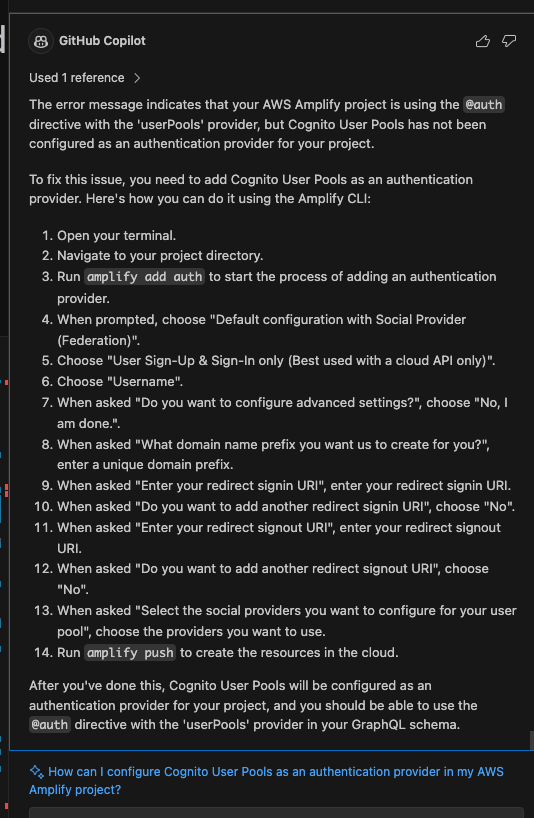 GitHub Copilot
Used 1 reference
The error message indicates that your AWS Amplify project is using the @auth
directive with the 'userPools' provider, but Cognito User Pools has not been
configured as an authentication provider for your project.
To fix this issue, you need to add Cognito User Pools as an authentication
provider. Here's how you can do it using the Amplify CLI:
1. Open your terminal.
2. Navigate to your project directory.
3. Run amplify add auth to start the process of adding an authentication
provider.
4. When prompted, choose "Default configuration with Social Provider
(Federation)".
5. Choose "User Sign-Up & Sign-In only (Best used with a cloud API only)".
6. Choose "Username".
7. When asked "Do you want to configure advanced settings?", choose "No, I
am done.".
8. When asked "What domain name prefix you want us to create for you?",
enter a unique domain prefix.
9. When asked "Enter your redirect signin URI", enter your redirect signin URI.
10. When asked "Do you want to add another redirect signin URI", choose "No".
11. When asked "Enter your redirect signout URI", enter your redirect signout
URI.
12. When asked "Do you want to add another redirect signout URI", choose
"No".
13. When asked "Select the social providers you want to configure for your user
pool", choose the providers you want to use.
14. Run amplify push to create the resources in the cloud.
After you've done this, Cognito User Pools will be configured as an
authentication provider for your project, and you should be able to use the
@auth directive with the 'userPools' provider in your GraphQL schema.
How can I configure Cognito User Pools as an authentication provider in my AWS
Amplify project?